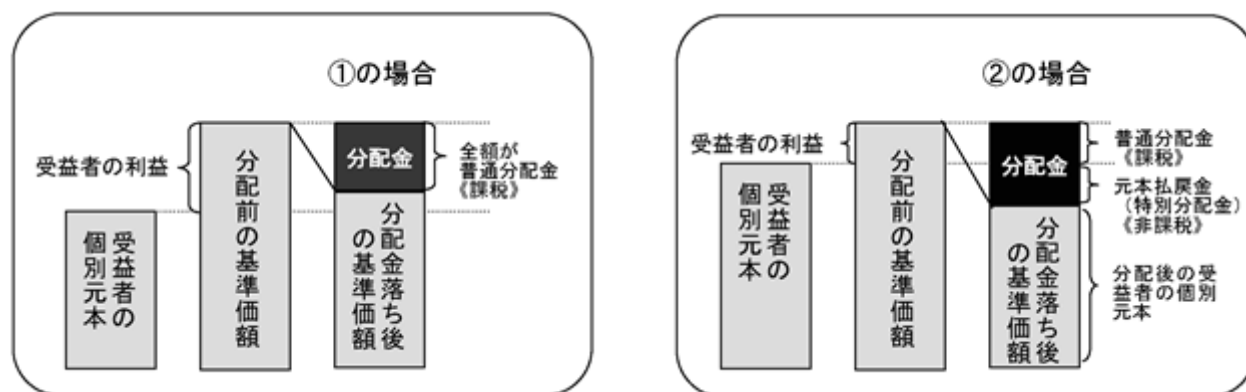 ①の場合
受益者の利益
受益者の
個別元本
分配前の基準価額
分配金
分配金落ち後
の基準価額
全額が
普通分配金
《課税》
②の場合
受益者の利益
受益者の
個別元本
分配前の基準価額
分配金
分配金落ち後
の基準価額
普通分配金
《課税》
元本払戻金
（特別分配金）
《非課税》
分配後の受
益者の個別
元本